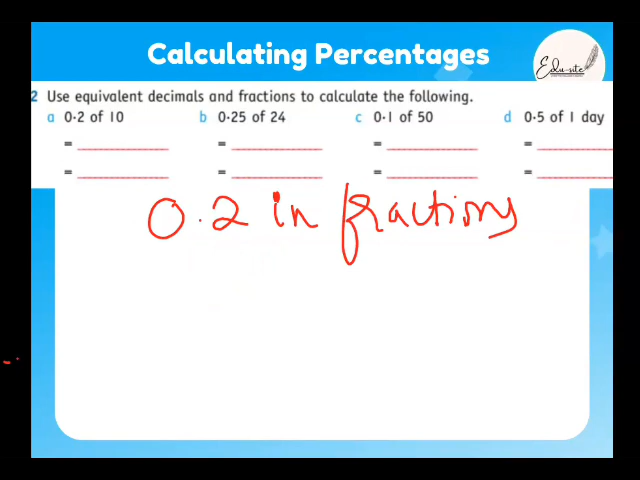 Calculating Percentages
Edu-site
2 Use equivalent decimals and fractions to calculate the following.
a 0·2 of 10 b 0·25 of 24 c 0·1 of 50 d 0·5 of 1 day
= = = =
= = = =
0.2 in fractions